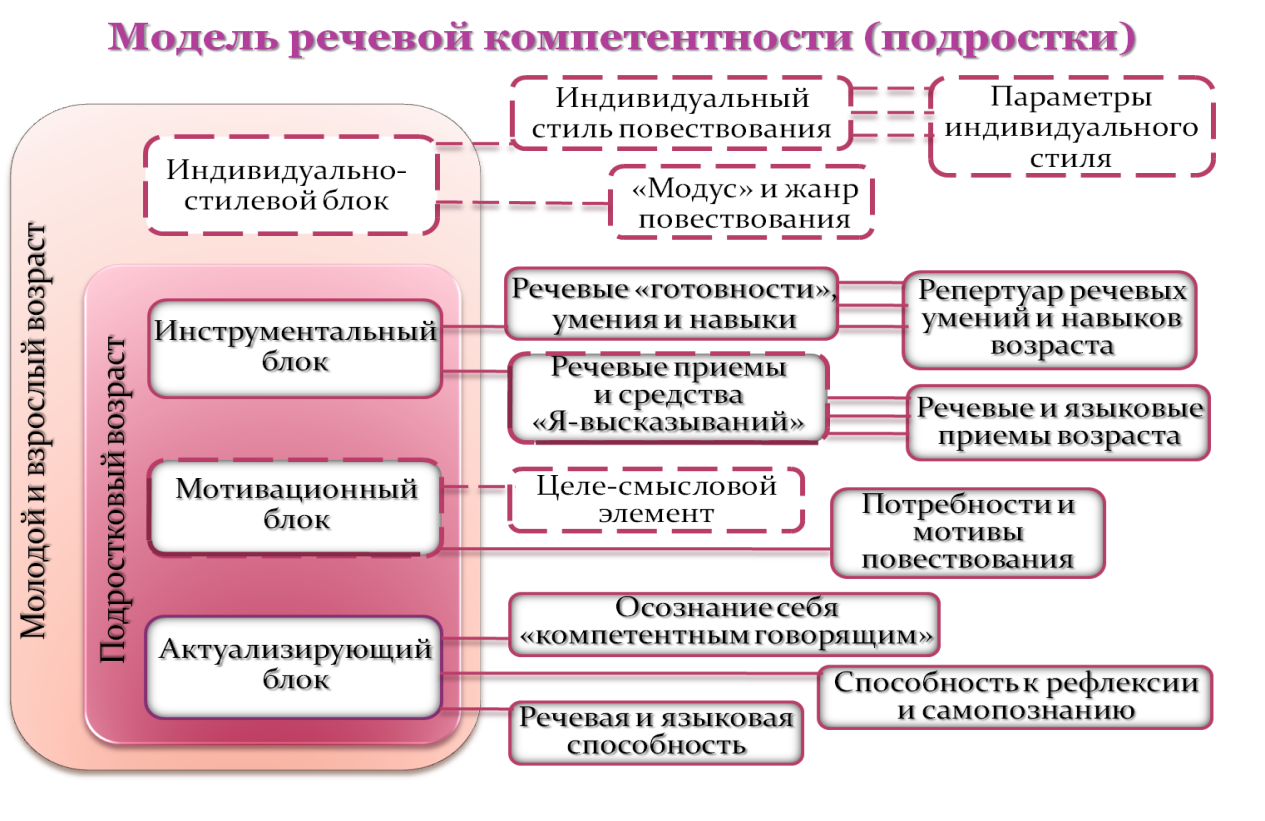 Модель речевой компетентности (подростки)
Молодой и взрослый возраст
Подростковый возраст
Индивидуально-
стилевой блок
Индивидуальный
стиль повествования
Параметры
индивидуального
стиля
«Модус» и жанр
повествования
Инструментальный
блок
Речевые «готовности»,
умения и навыки
Репертуар речевых
умений и навыков
возраста
Речевые приемы
и средства
«Я-высказываний»
Речевые и языковые
приемы возраста
Мотивационный
блок
Целе-смысловой
элемент
Потребности и
мотивы
повествования
Актуализирующий
блок
Осознание себя
«компетентным говорящим»
Способность к рефлексии
и самопознанию
Речевая и языковая
способность